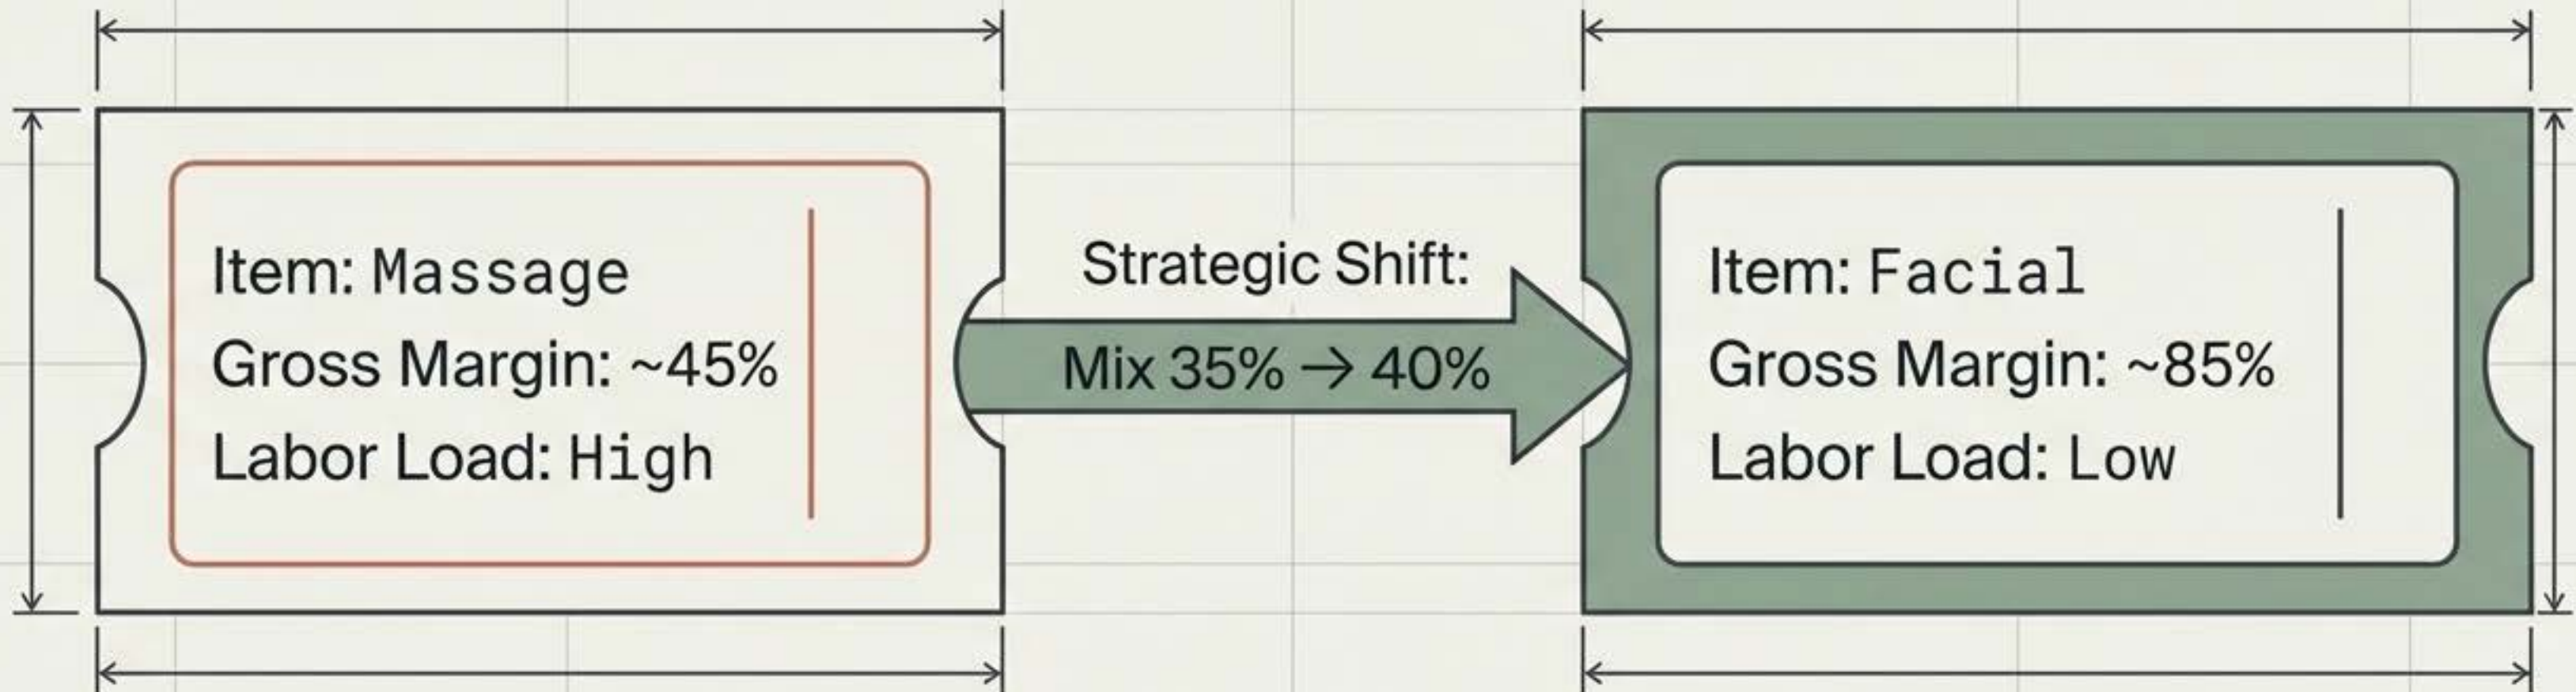 Item: Massage
Gross Margin: ~45%
Labor Load: High
Strategic Shift:
Mix 35% → 40%
Item: Facial
Gross Margin: ~85%
Labor Load: Low